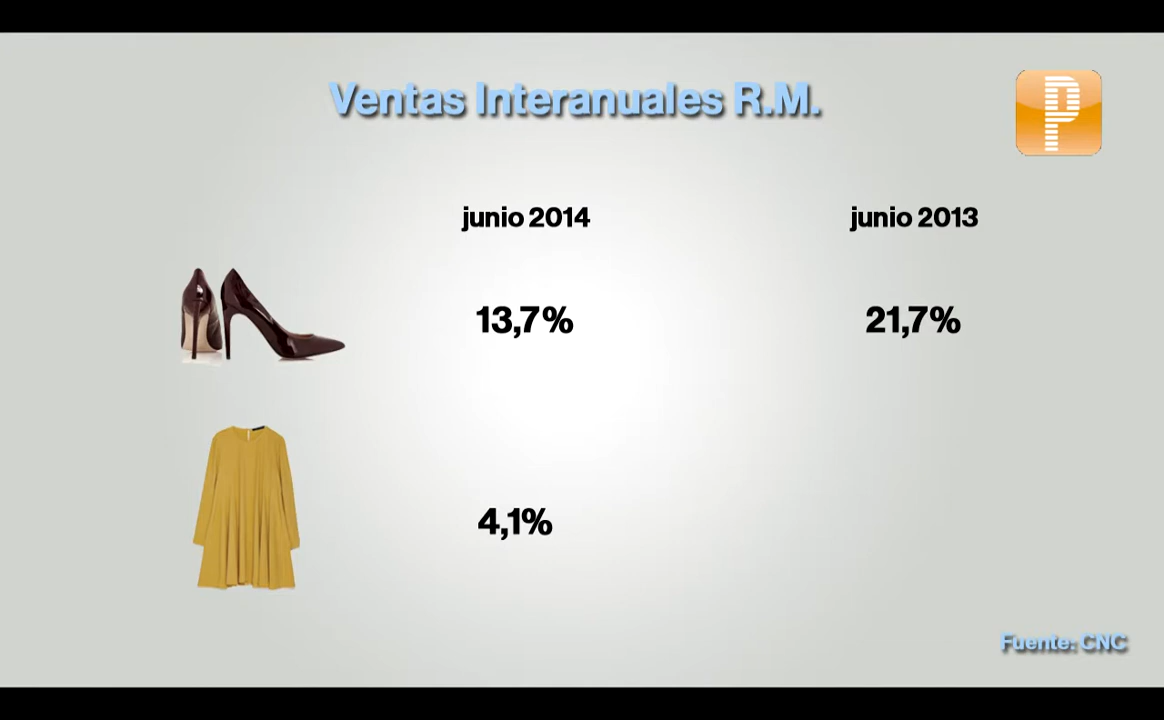 Ventas Interanuales R.M.
P
junio 2014
junio 2013
13,7%
21,7%
4,1%
Fuente: CNC